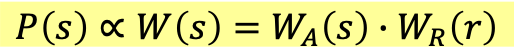 P(s) ∝ W(s) = W_A(s) · W_R(r)